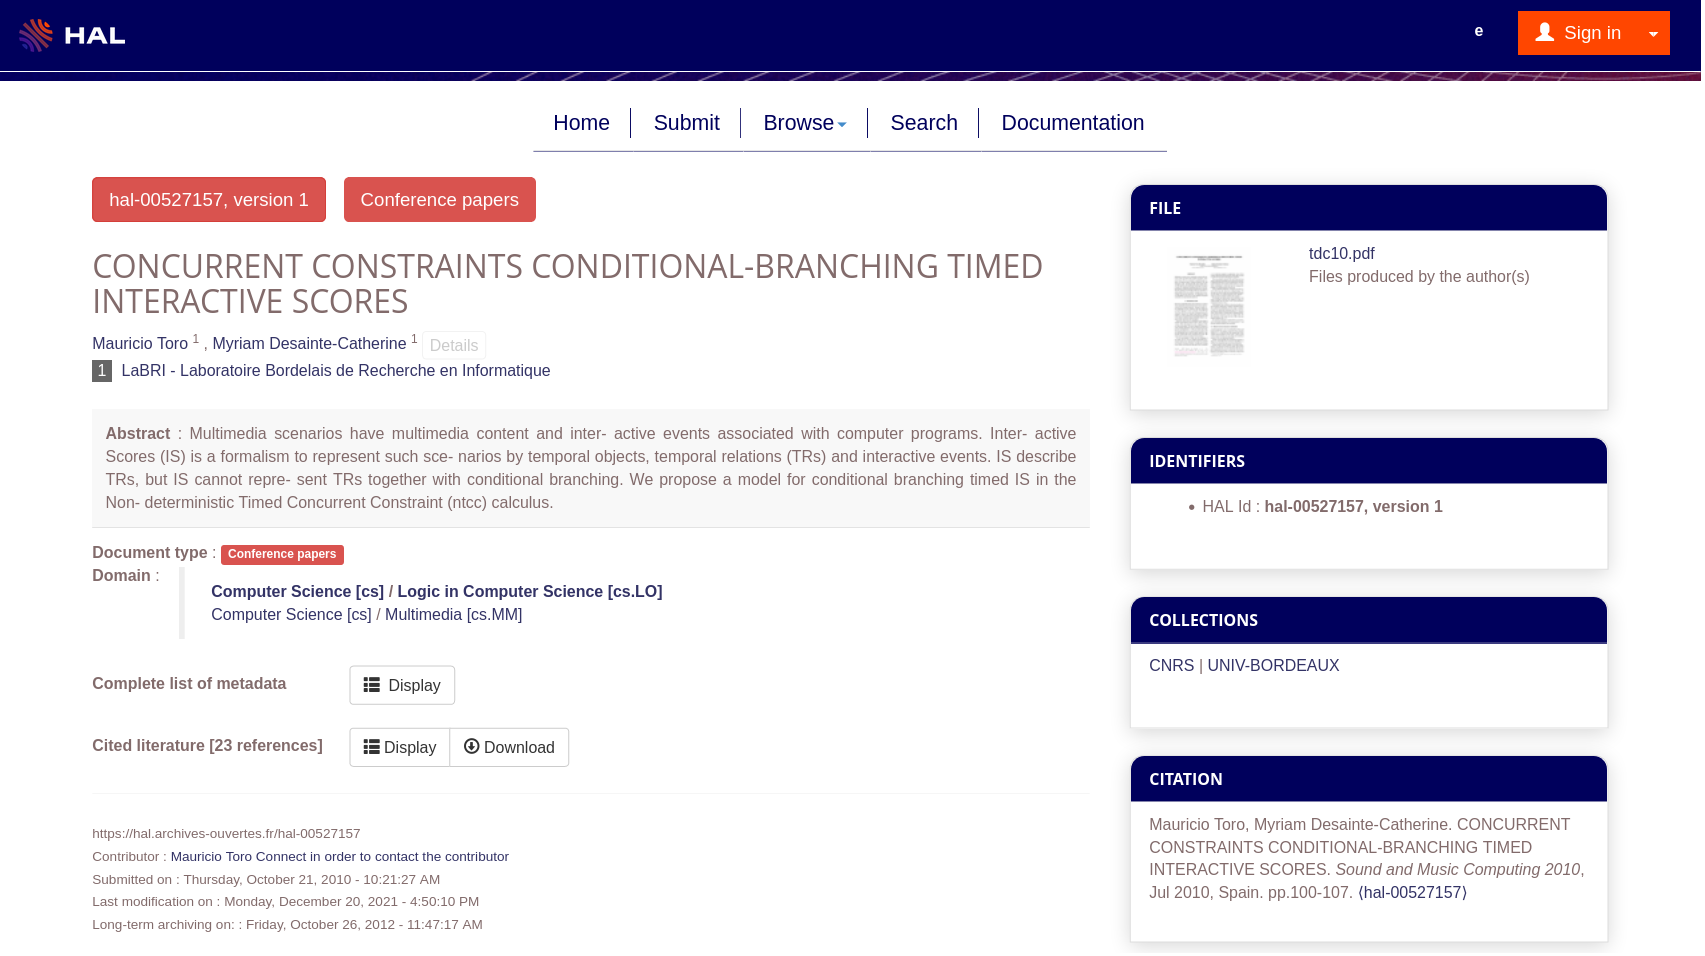 HAL
e
Sign in
Home
Submit
Browse
Search
Documentation
hal-00527157, version 1
Conference papers
CONCURRENT CONSTRAINTS CONDITIONAL-BRANCHING TIMED
INTERACTIVE SCORES
Mauricio Toro 1 , Myriam Desainte-Catherine 1 Details
1 LaBRI - Laboratoire Bordelais de Recherche en Informatique
Abstract : Multimedia scenarios have multimedia content and inter- active events associated with computer programs. Inter- active
Scores (IS) is a formalism to represent such sce- narios by temporal objects, temporal relations (TRs) and interactive events. IS describe
TRs, but IS cannot repre- sent TRs together with conditional branching. We propose a model for conditional branching timed IS in the
Non- deterministic Timed Concurrent Constraint (ntcc) calculus.
Document type : Conference papers
Domain :
Computer Science [cs] / Logic in Computer Science [cs.LO]
Computer Science [cs] / Multimedia [cs.MM]
Complete list of metadata
Display
Cited literature [23 references]
Display
Download
https://hal.archives-ouvertes.fr/hal-00527157
Contributor : Mauricio Toro Connect in order to contact the contributor
Submitted on : Thursday, October 21, 2010 - 10:21:27 AM
Last modification on : Monday, December 20, 2021 - 4:50:10 PM
Long-term archiving on: : Friday, October 26, 2012 - 11:47:17 AM
FILE
tdc10.pdf
Files produced by the author(s)
IDENTIFIERS
HAL Id : hal-00527157, version 1
COLLECTIONS
CNRS | UNIV-BORDEAUX
CITATION
Mauricio Toro, Myriam Desainte-Catherine. CONCURRENT
CONSTRAINTS CONDITIONAL-BRANCHING TIMED
INTERACTIVE SCORES. Sound and Music Computing 2010,
Jul 2010, Spain. pp.100-107. ⟨hal-00527157⟩